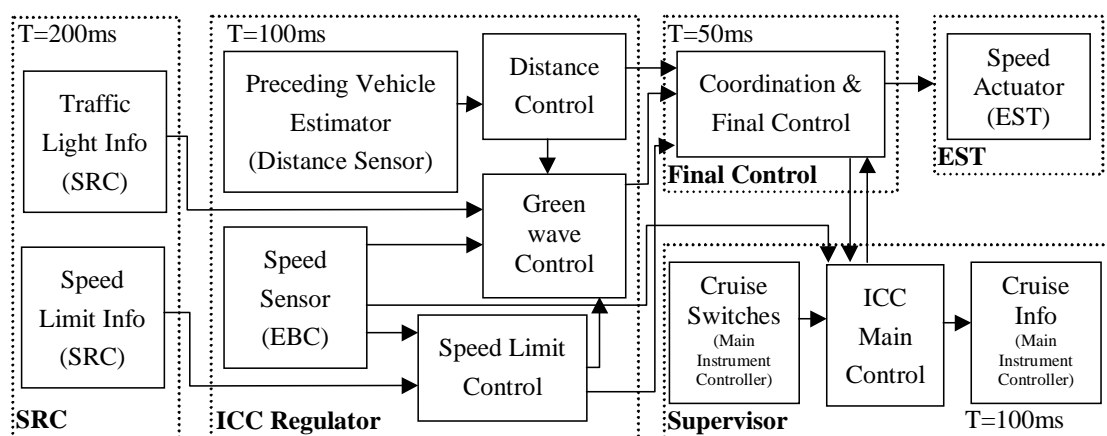 T=200ms
Traffic
Light Info
(SRC)
Speed
Limit Info
(SRC)
SRC
T=100ms
Preceding Vehicle
Estimator
(Distance Sensor)
Distance
Control
Green
wave
Control
Speed
Sensor
(EBC)
Speed Limit
Control
ICC Regulator
T=50ms
Coordination &
Final Control
Final Control
Speed
Actuator
(EST)
EST
Cruise
Switches
(Main
Instrument
Controller)
ICC
Main
Control
Cruise
Info
(Main
Instrument
Controller)
Supervisor
T=100ms